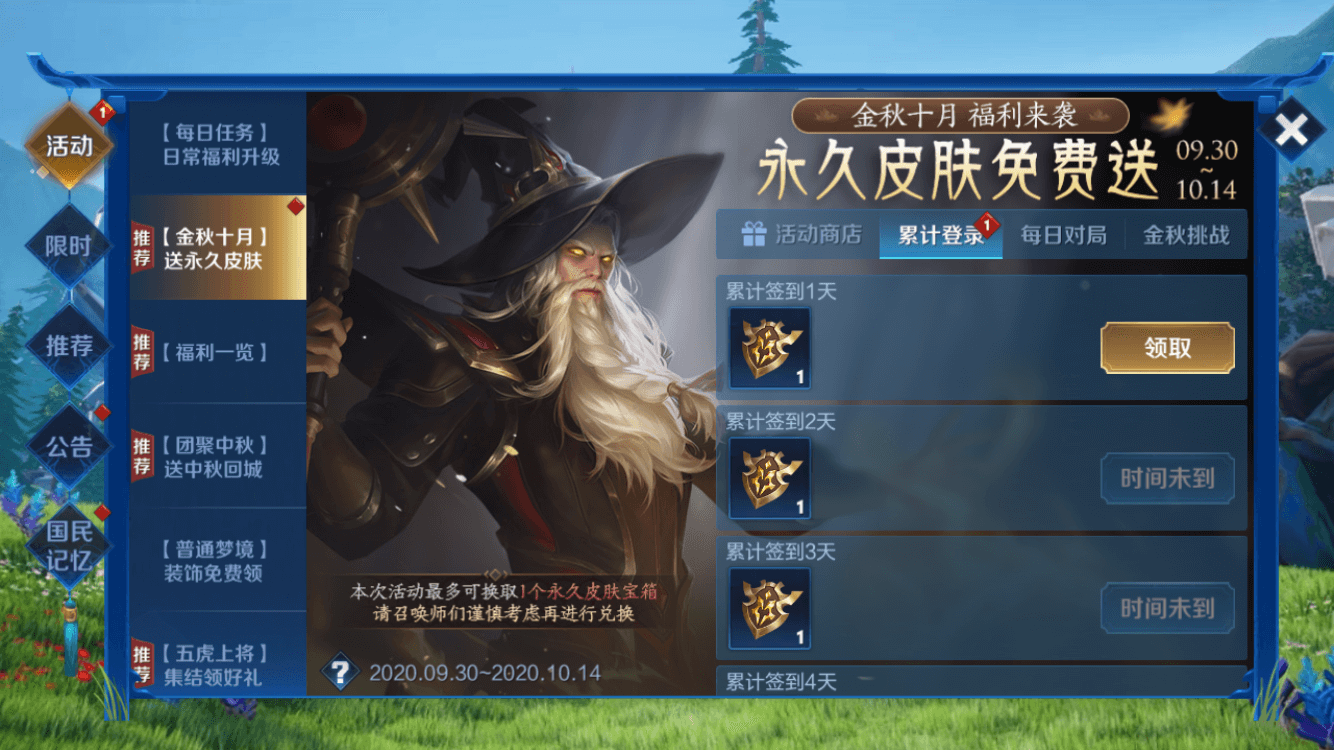 活动
1
限时
推荐
公告
国民
记忆
【每日任务】
日常福利升级
推荐
【金秋十月】
送永久皮肤
推荐
【福利一览】
推荐
【团聚中秋】
送中秋回城
【普通梦境】
装饰免费领
推荐
【五虎上将】
集结领好礼
本次活动最多可换取1个永久皮肤宝箱
请召唤师们谨慎考虑再进行兑换
?
2020.09.30~2020.10.14
金秋十月 福利来袭
永久皮肤免费送
09.30
~
10.14
活动商店
累计登录
1
每日对局
金秋挑战
累计签到1天
1
领取
累计签到2天
1
时间未到
累计签到3天
1
时间未到
累计签到4天